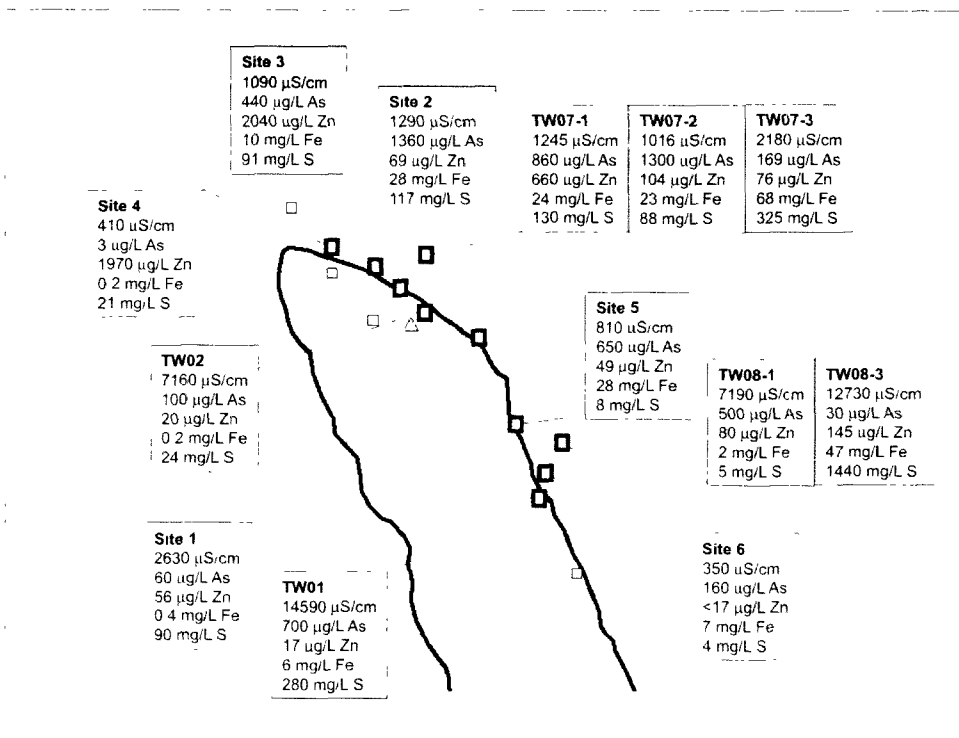 Site 3
1090 µS/cm
440 µg/L As
2040 µg/L Zn
10 mg/L Fe
91 mg/L S
Site 2
1290 µS/cm
1360 µg/L As
69 µg/L Zn
28 mg/L Fe
117 mg/L S
TW07-1
1245 µS/cm
860 µg/L As
660 µg/L Zn
24 mg/L Fe
130 mg/L S
TW07-2
1016 µS/cm
1300 µg/L As
104 µg/L Zn
23 mg/L Fe
88 mg/L S
TW07-3
2180 µS/cm
169 µg/L As
76 µg/L Zn
68 mg/L Fe
325 mg/L S
Site 4
410 µS/cm
3 µg/L As
1970 µg/L Zn
0 2 mg/L Fe
21 mg/L S
Site 5
810 µS/cm
650 µg/L As
49 µg/L Zn
28 mg/L Fe
8 mg/L S
TW02
7160 µS/cm
100 µg/L As
20 µg/L Zn
0 2 mg/L Fe
24 mg/L S
TW08-1
7190 µS/cm
500 µg/L As
80 µg/L Zn
2 mg/L Fe
5 mg/L S
TW08-3
12730 µS/cm
30 µg/L As
145 µg/L Zn
47 mg/L Fe
1440 mg/L S
Site 1
2630 µS/cm
60 µg/L As
56 µg/L Zn
0 4 mg/L Fe
90 mg/L S
TW01
14590 µS/cm
700 µg/L As
17 µg/L Zn
6 mg/L Fe
280 mg/L S
Site 6
350 µS/cm
160 µg/L As
<17 µg/L Zn
7 mg/L Fe
4 mg/L S